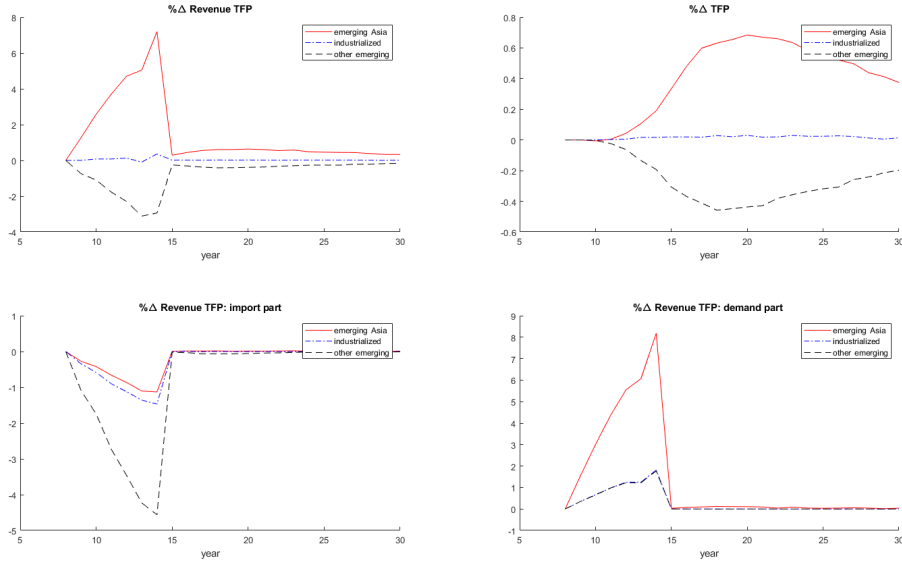 %Δ Revenue TFP
8
6
4
2
0
-2
-4
5 10 15 20 25 30
year
emerging Asia
industrialized
other emerging
%Δ TFP
0.8
0.6
0.4
0.2
0
-0.2
-0.4
-0.6
5 10 15 20 25 30
year
emerging Asia
industrialized
other emerging
%Δ Revenue TFP: import part
1
0
-1
-2
-3
-4
-5
5 10 15 20 25 30
year
emerging Asia
industrialized
other emerging
%Δ Revenue TFP: demand part
9
8
7
6
5
4
3
2
1
0
-1
5 10 15 20 25 30
year
emerging Asia
industrialized
other emerging